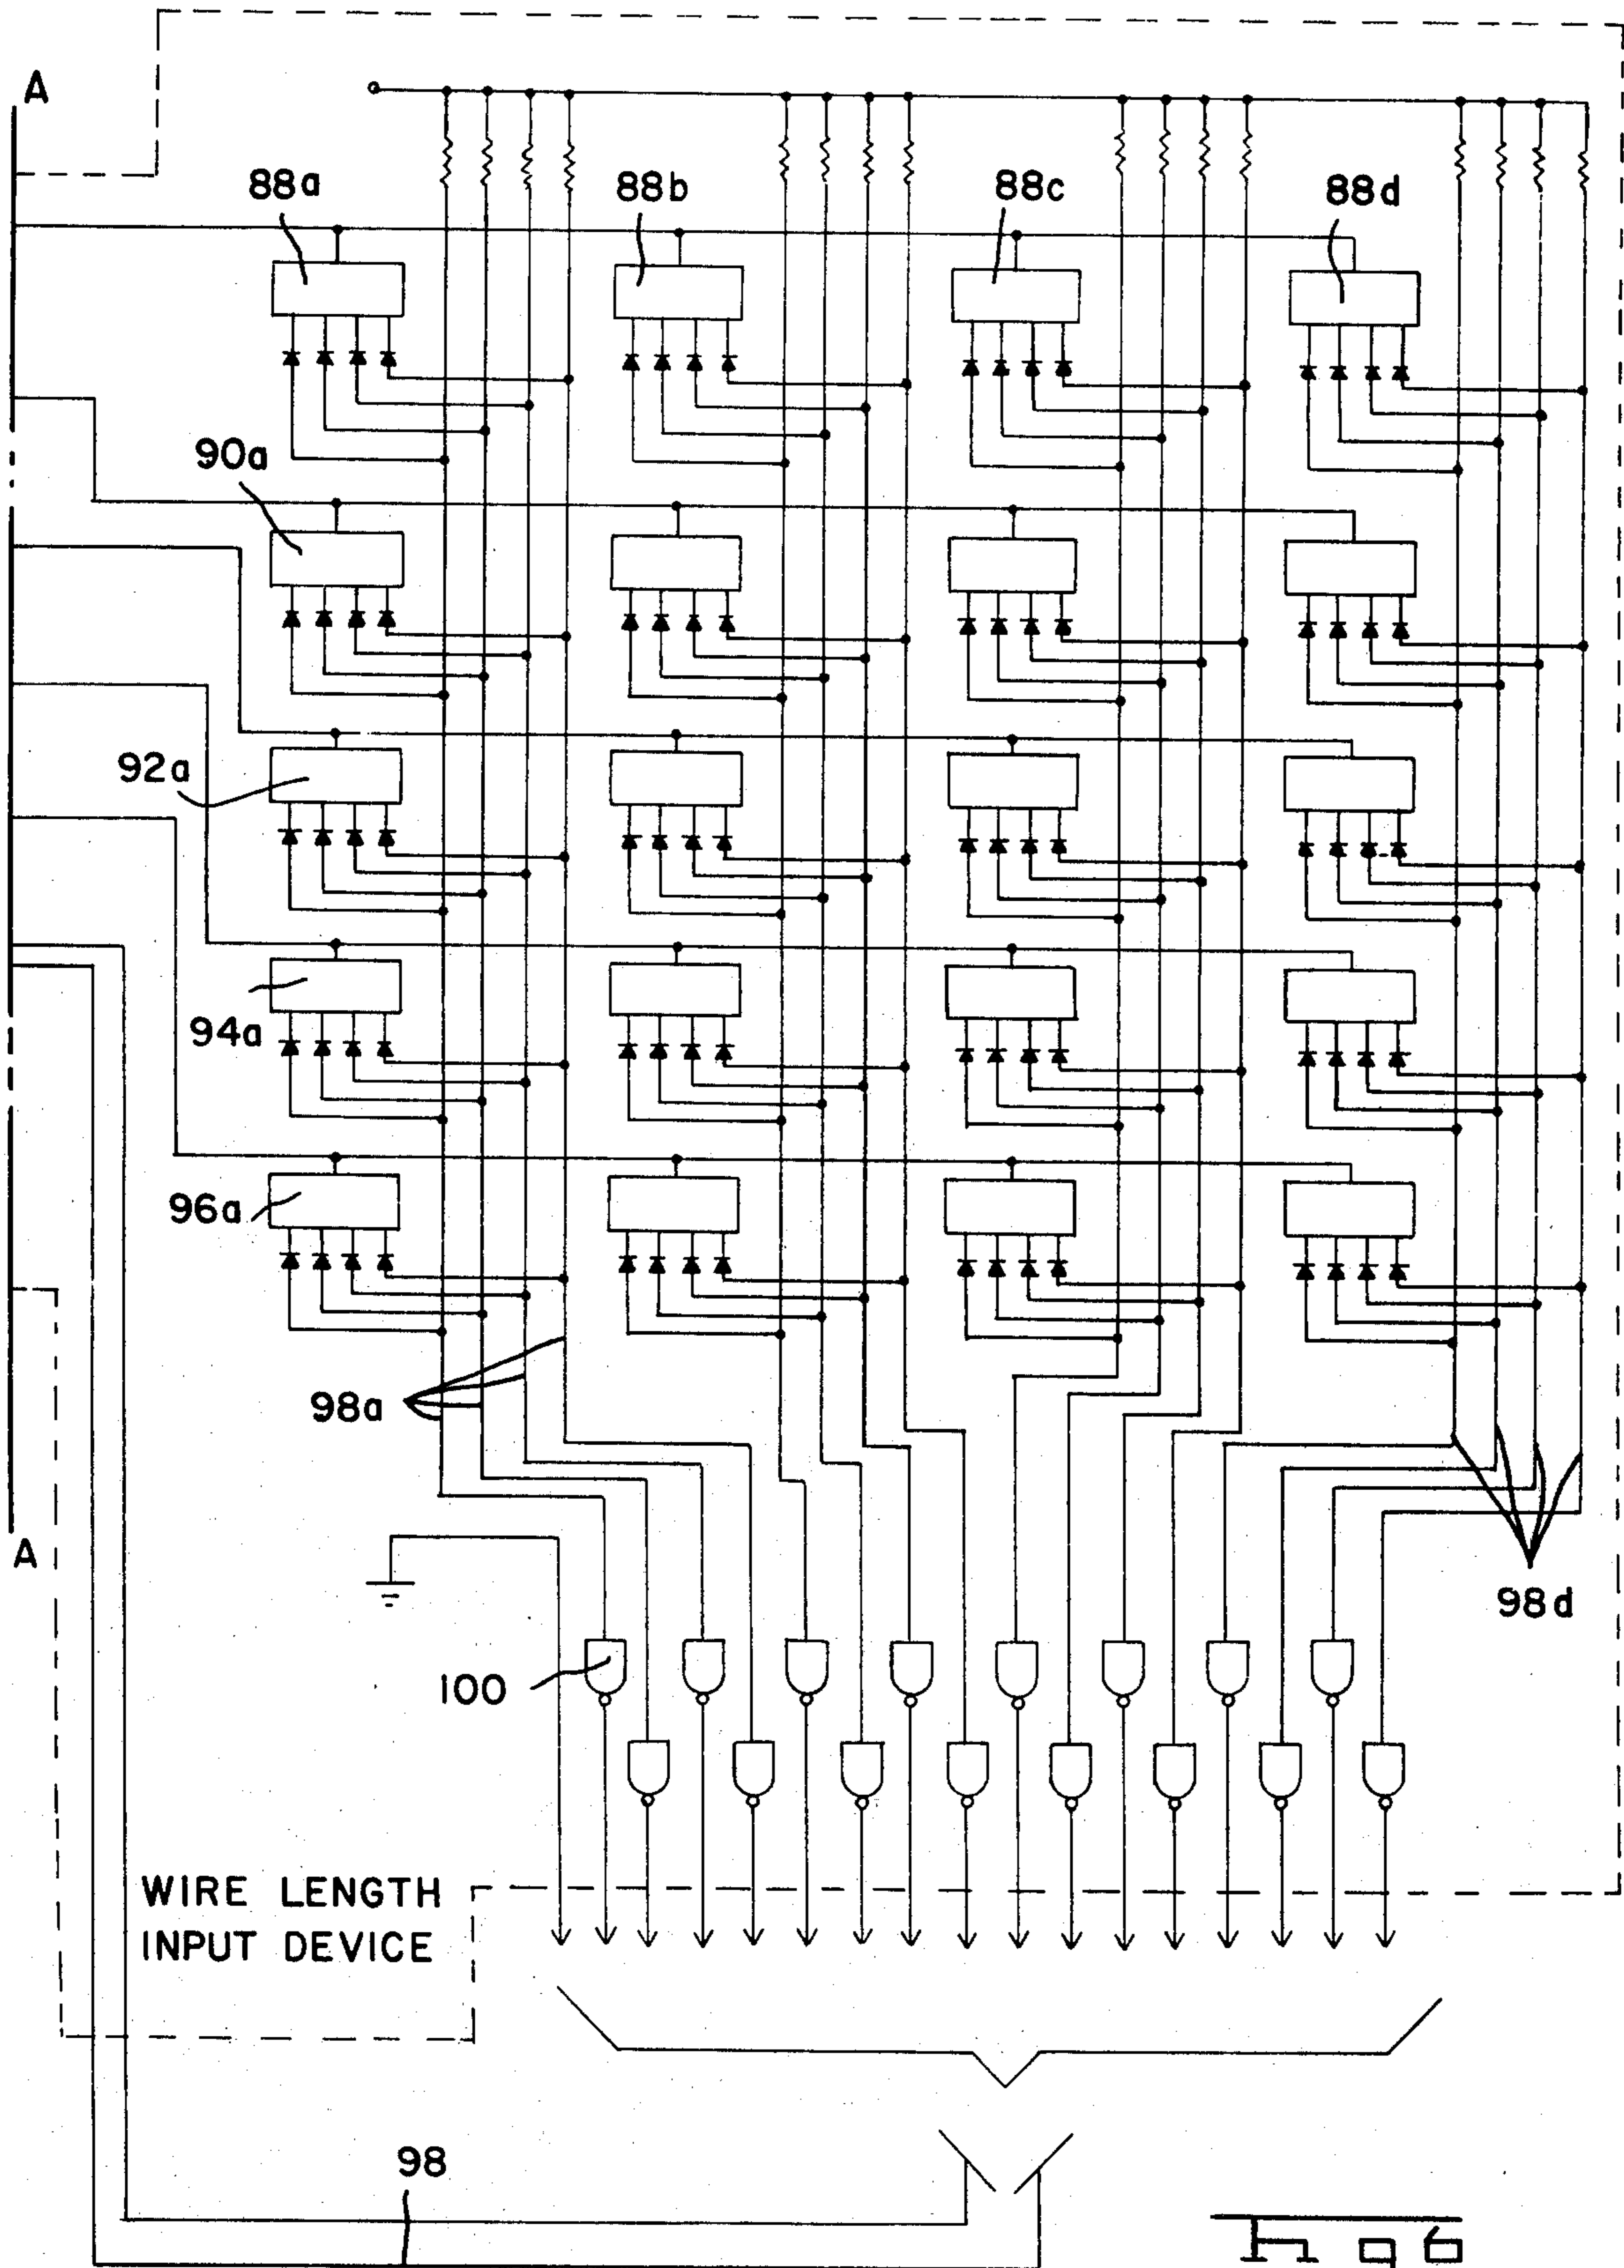 A
88a
88b
88c
88d
90a
92a
94a
96a
98a
A
98d
100
WIRE LENGTH
INPUT DEVICE
98